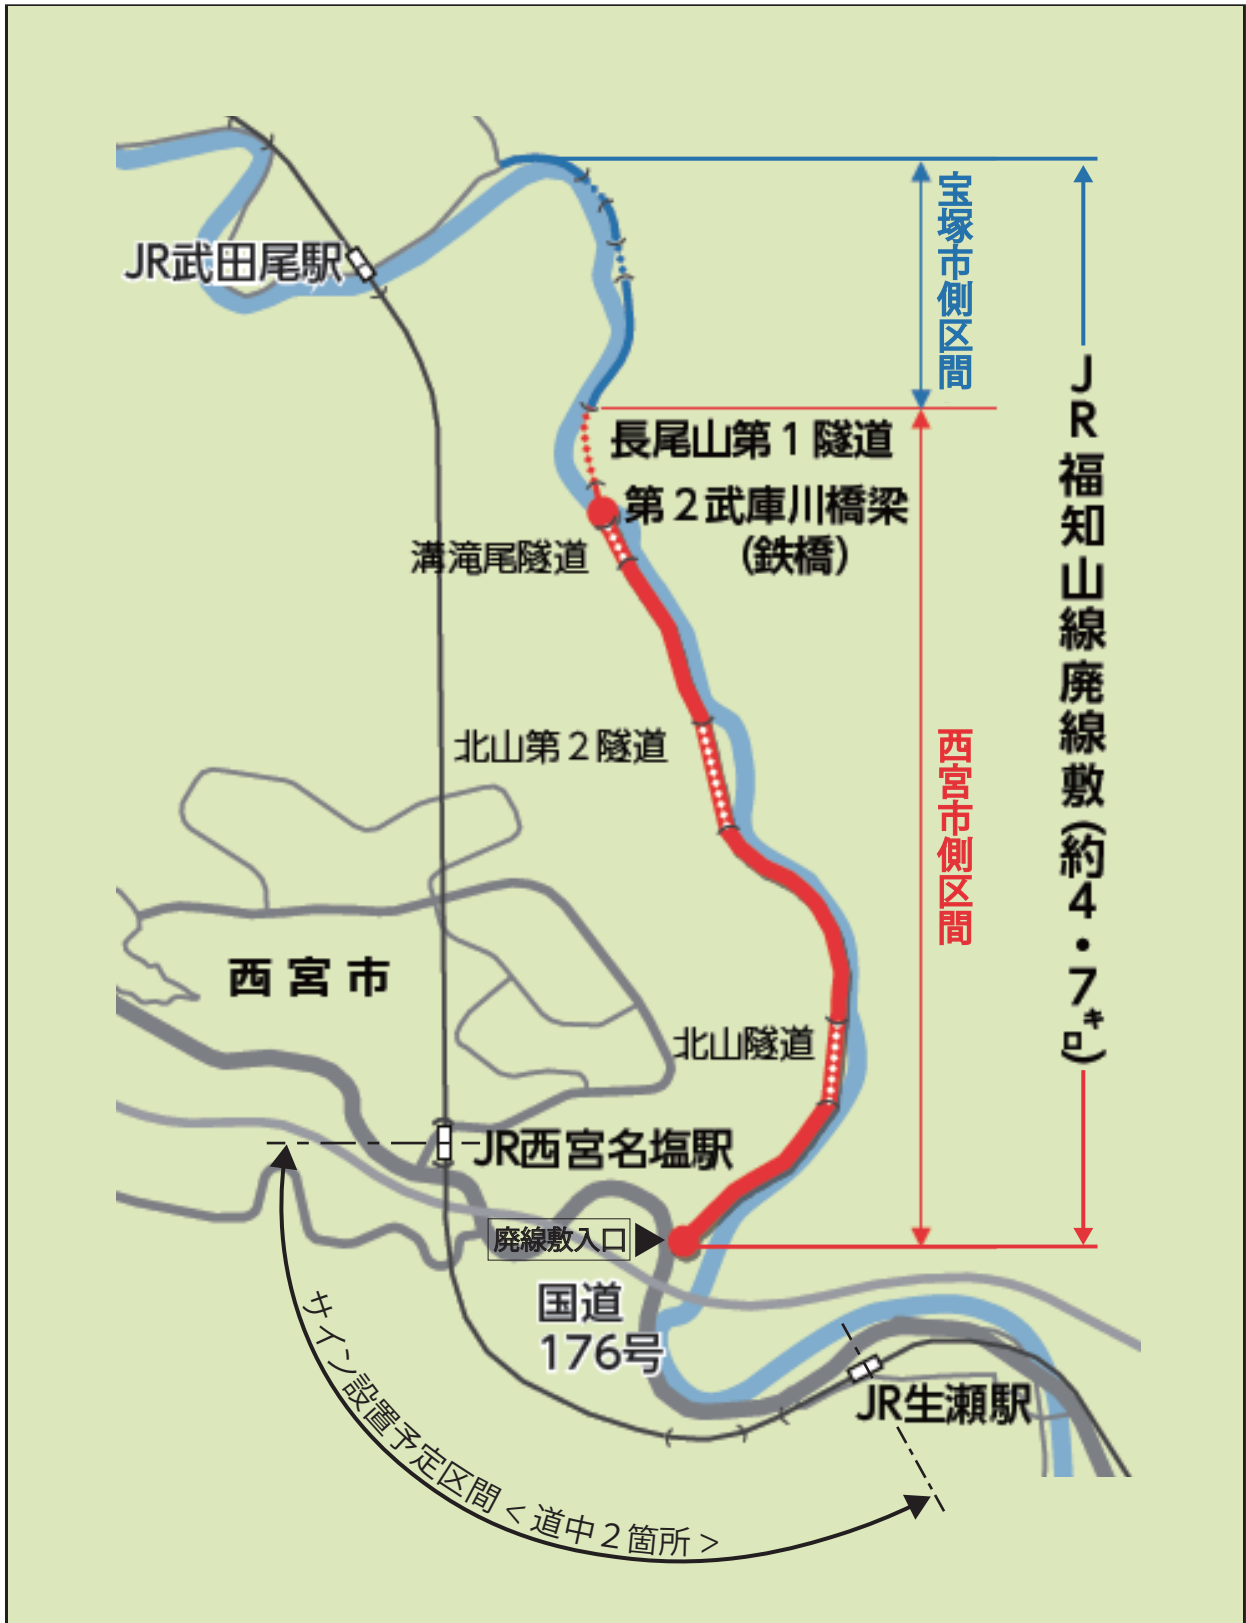 JR武田尾駅
宝塚市側区間
JR福知山線廃線敷(約4・7㌔)
長尾山第1隧道
第2武庫川橋梁
(鉄橋)
溝滝尾隧道
北山第2隧道
西宮市側区間
西宮市
北山隧道
JR西宮名塩駅
廃線敷入口
国道
176号
JR生瀬駅
サイン設置予定区間<道中2箇所>